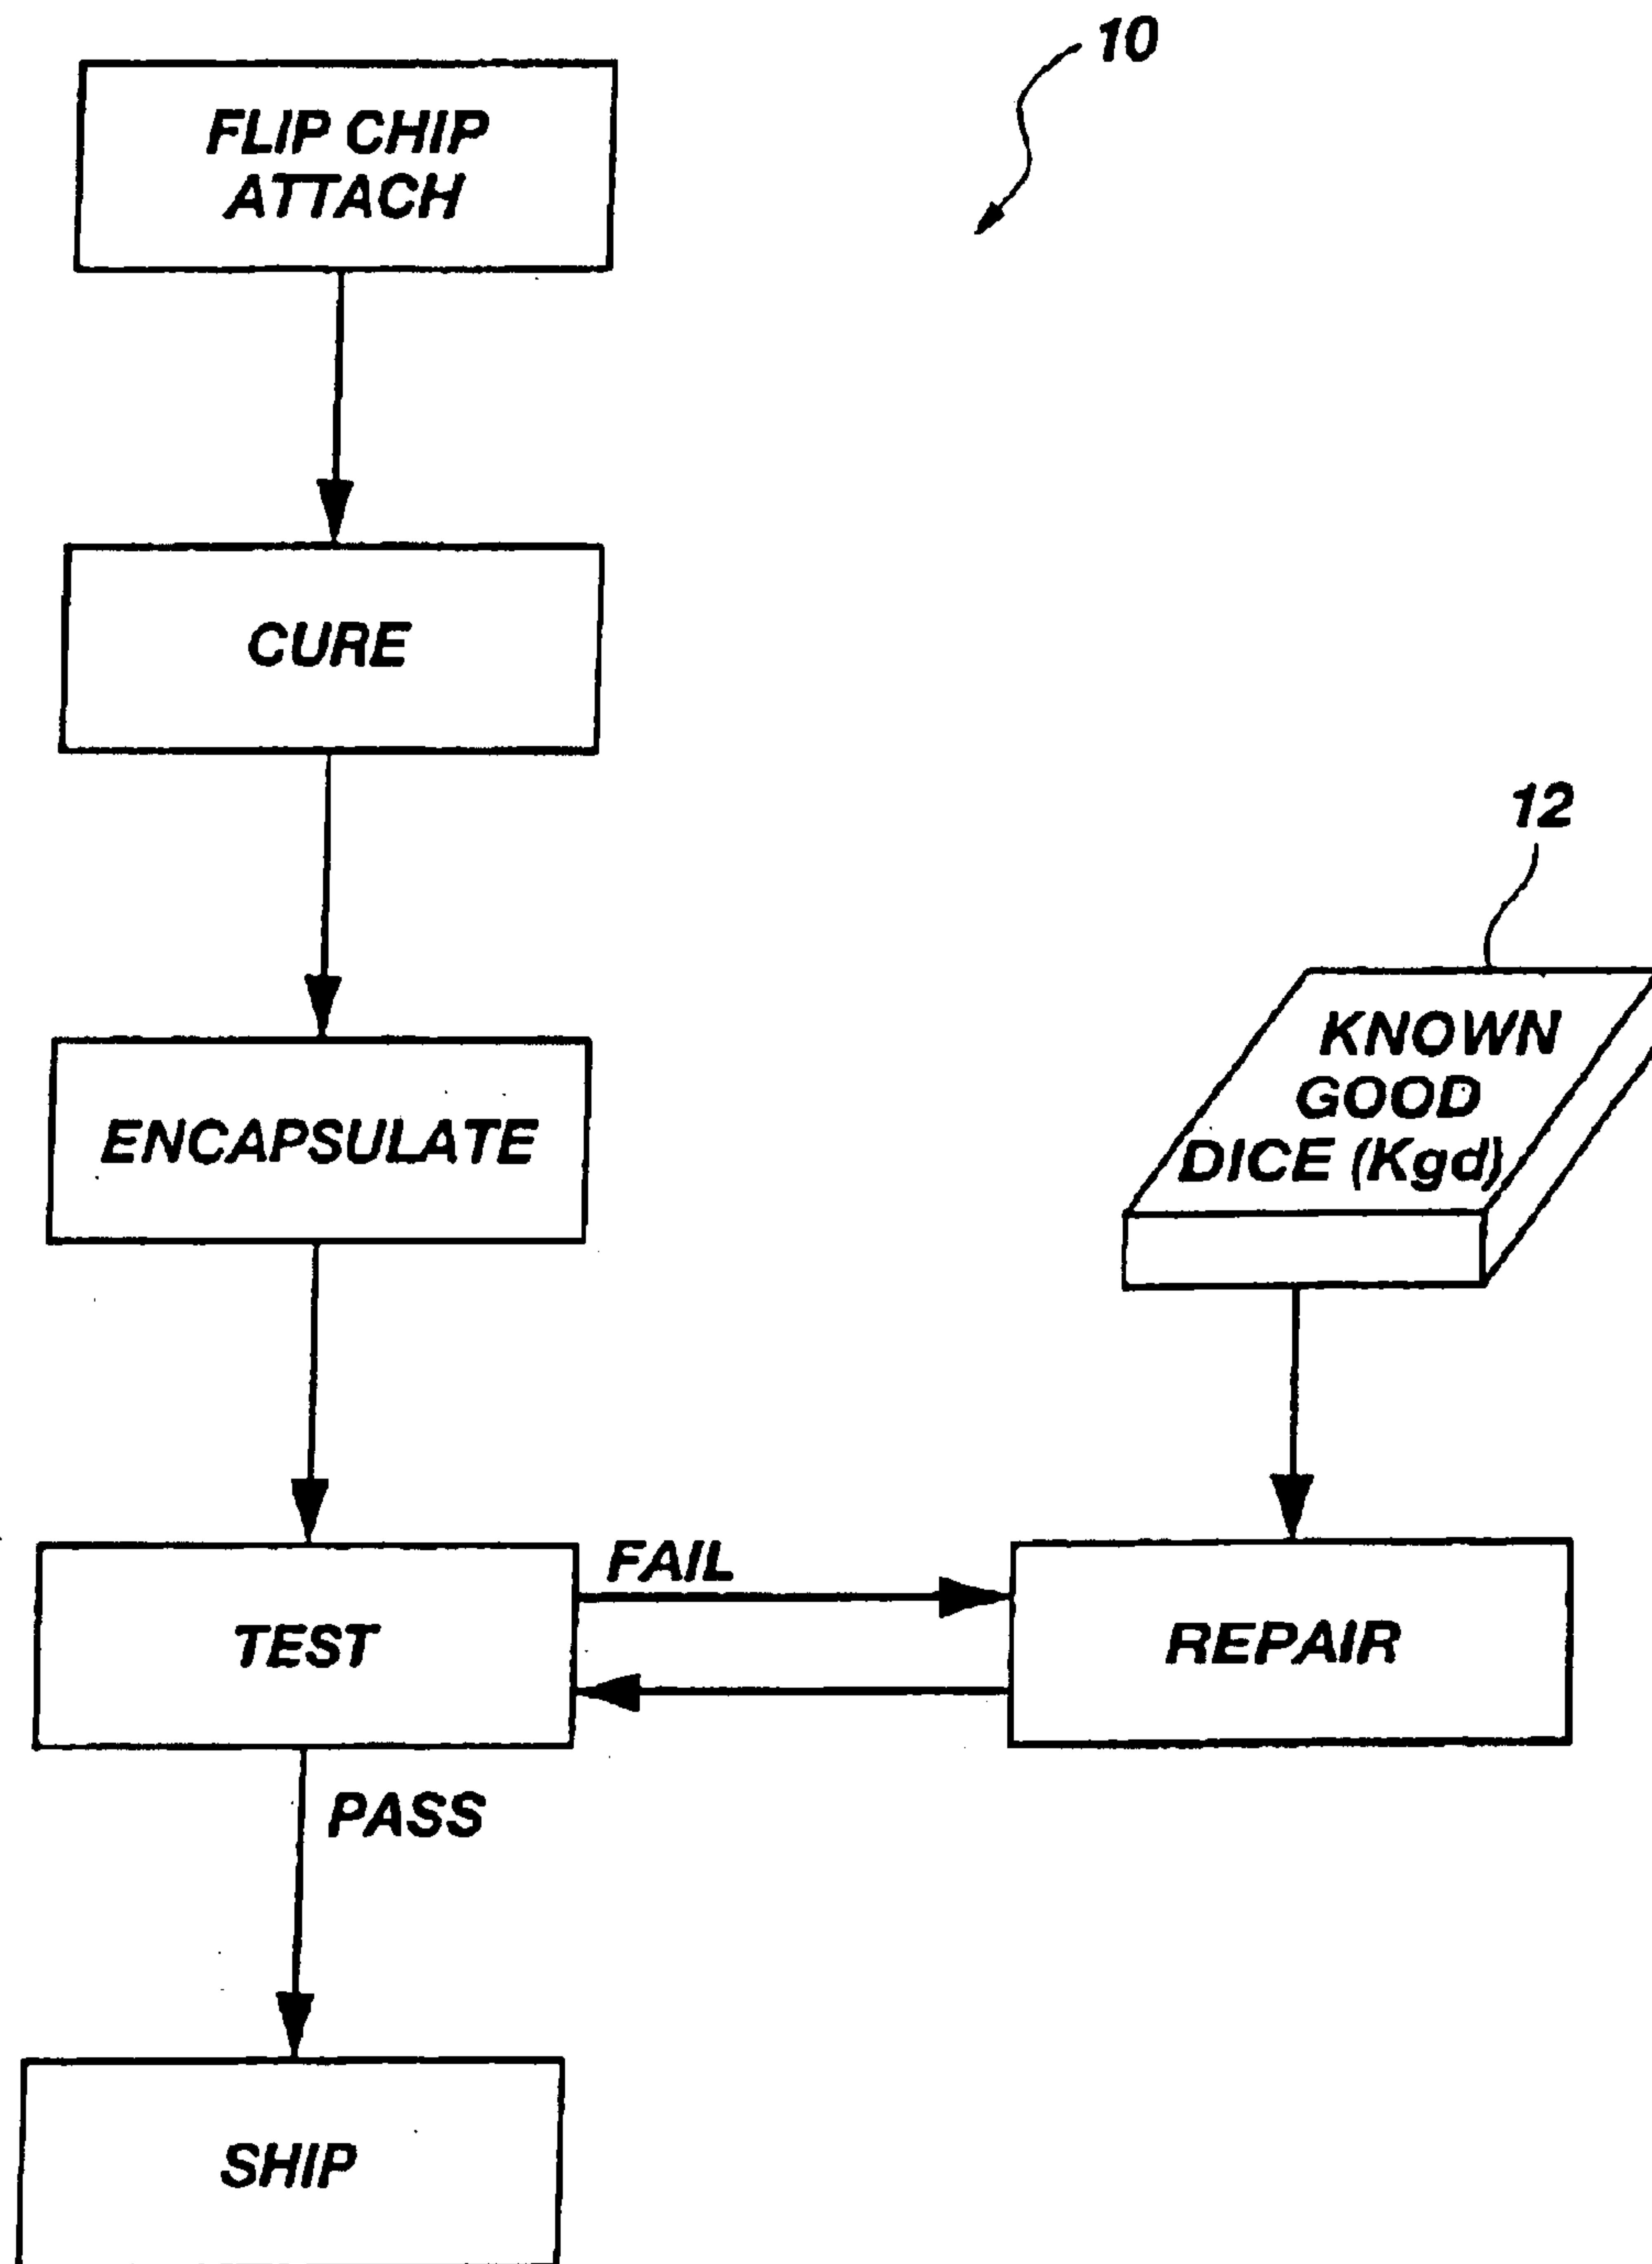 10
FLIP CHIP
ATTACH
CURE
12
KNOWN
GOOD
DICE (Kgd)
ENCAPSULATE
FAIL
TEST
REPAIR
PASS
SHIP